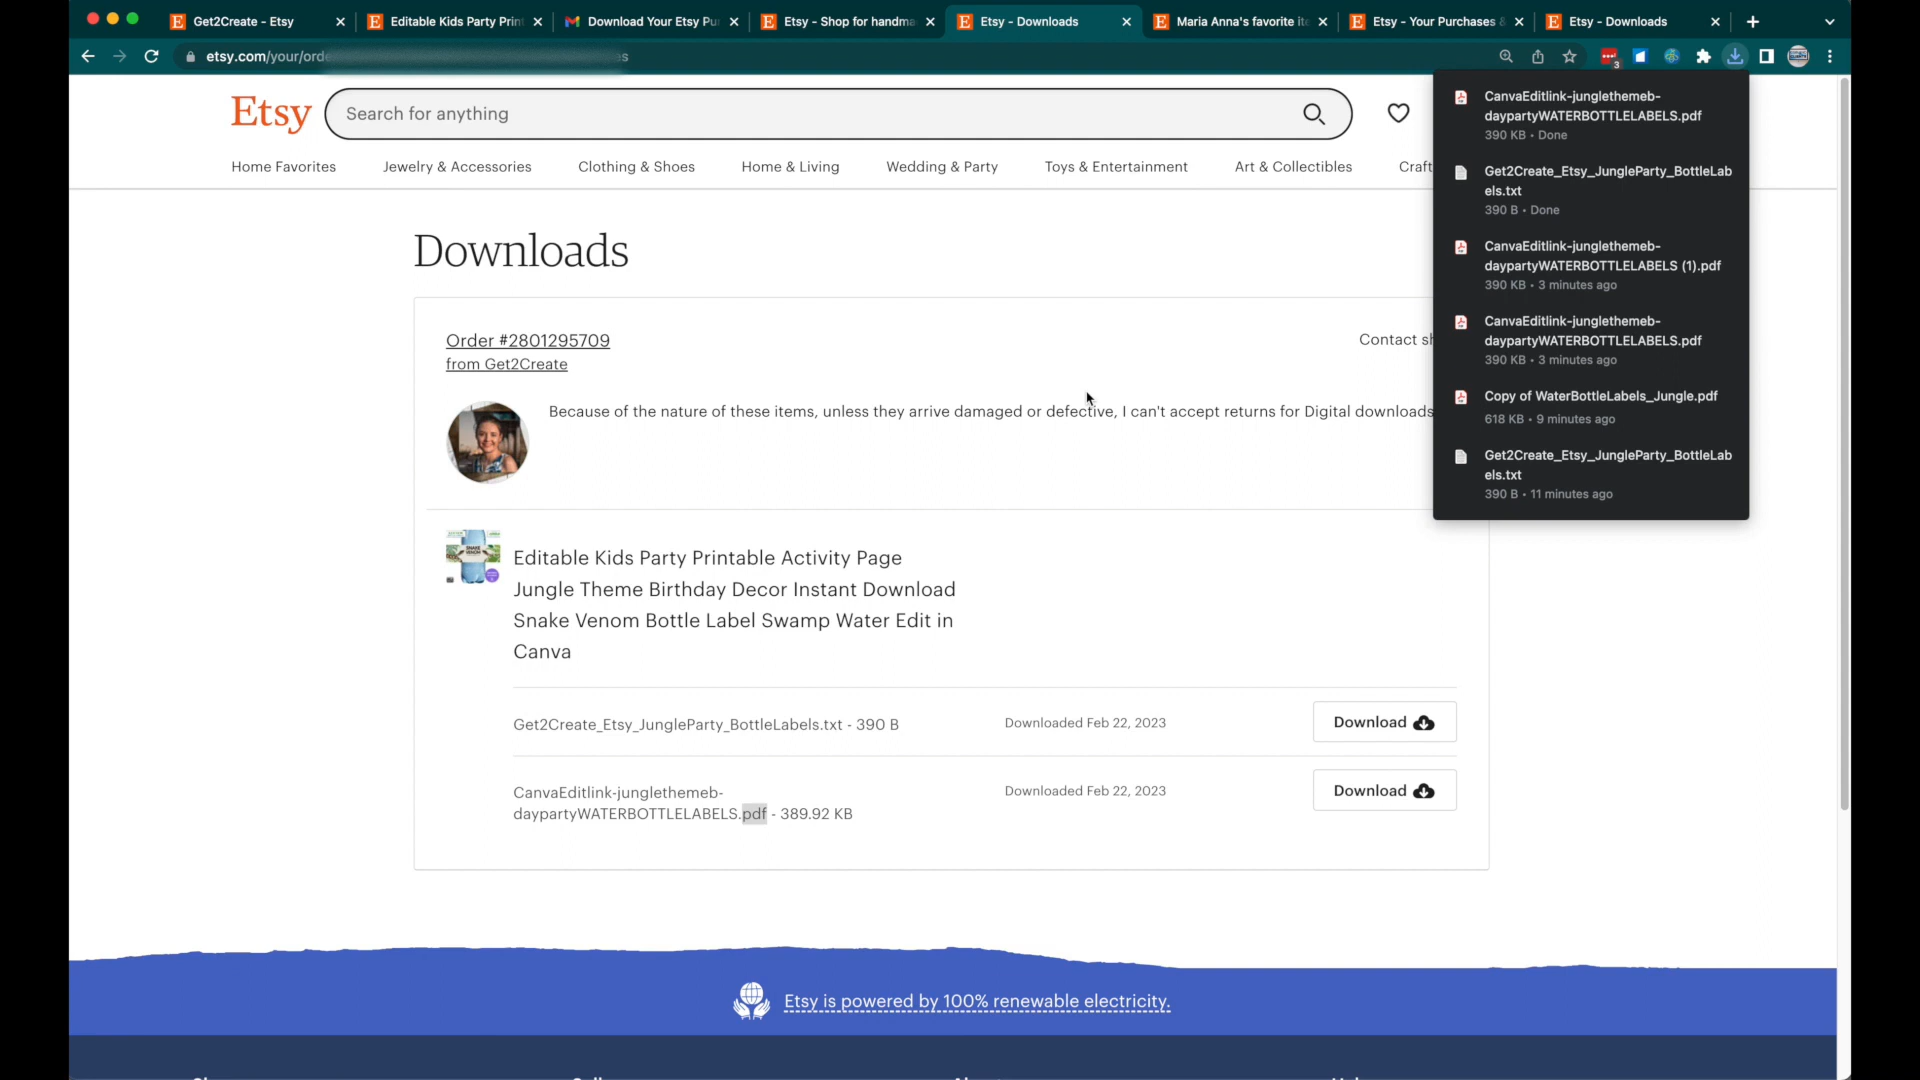 Get2Create - Etsy
Editable Kids Party Prin
Download Your Etsy Pu
Etsy - Shop for handma
Etsy - Downloads
Maria Anna's favorite ite
Etsy - Your Purchases &
Etsy - Downloads
etsy.com/your/orde
Etsy
Search for anything
Home Favorites
Jewelry & Accessories
Clothing & Shoes
Home & Living
Wedding & Party
Toys & Entertainment
Art & Collectibles
Craft
CanvaEditlink-junglethemeb-
daypartyWATERBOTTLELABELS.pdf
390 KB • Done
Get2Create_Etsy_JungleParty_BottleLab
els.txt
390 B • Done
CanvaEditlink-junglethemeb-
daypartyWATERBOTTLELABELS (1).pdf
390 KB • 3 minutes ago
CanvaEditlink-junglethemeb-
daypartyWATERBOTTLELABELS.pdf
390 KB • 3 minutes ago
Copy of WaterBottleLabels_Jungle.pdf
618 KB • 9 minutes ago
Get2Create_Etsy_JungleParty_BottleLab
els.txt
390 B • 11 minutes ago
Downloads
Order #2801295709
from Get2Create
Contact sh
Because of the nature of these items, unless they arrive damaged or defective, I can't accept returns for Digital downloads
SNAKE VENOM
Editable Kids Party Printable Activity Page
Jungle Theme Birthday Decor Instant Download
Snake Venom Bottle Label Swamp Water Edit in
Canva
Get2Create_Etsy_JungleParty_BottleLabels.txt - 390 B
Downloaded Feb 22, 2023
Download
CanvaEditlink-junglethemeb-
daypartyWATERBOTTLELABELS.pdf - 389.92 KB
Downloaded Feb 22, 2023
Download
Etsy is powered by 100% renewable electricity.